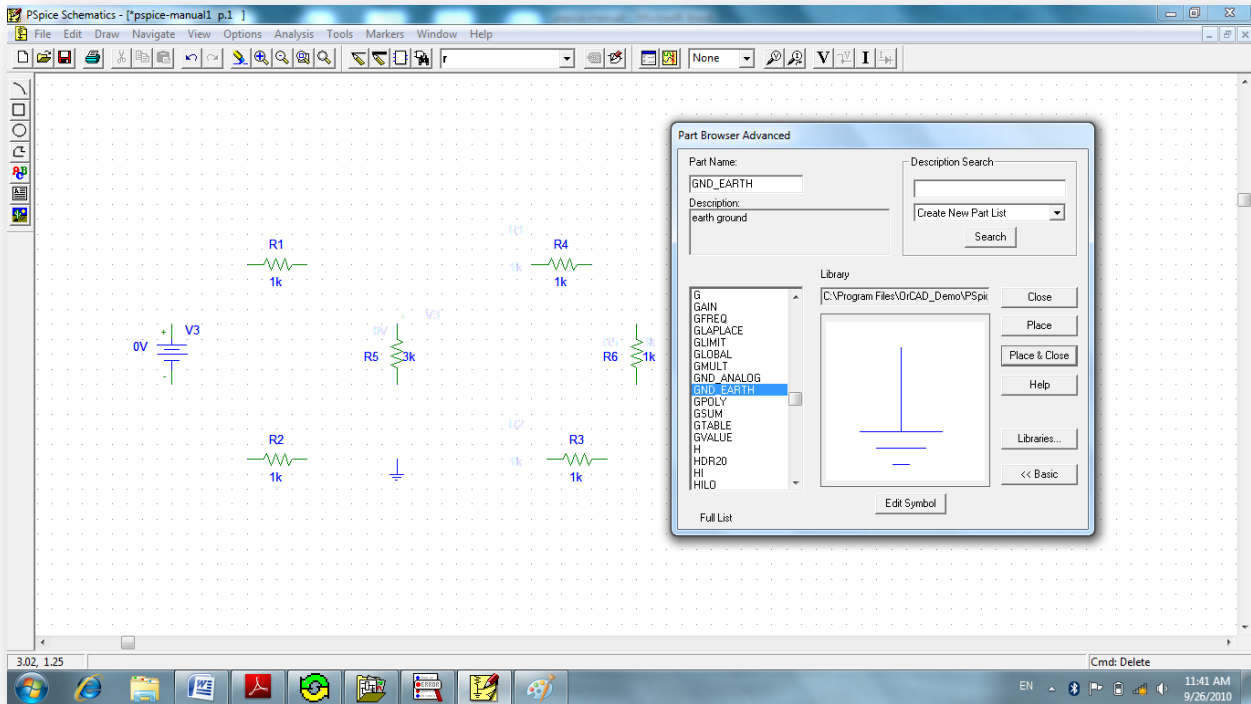 PSpice Schematics - [*pspice-manual1 p.1 ]
File Edit Draw Navigate View Options Analysis Tools Markers Window Help
r
None
V
I
R1
1k
R4
1k
V3
0V
+
-
R5
3k
V3
0V
R6
1k
R2
1k
R3
1k
1k
1k
Part Browser Advanced
Part Name:
GND_EARTH
Description:
earth ground
Description Search
Create New Part List
Search
Library
C:\Program Files\OrCAD_Demo\PSpic
G
GAIN
GFREQ
GLAPLACE
GLIMIT
GLOBAL
GMULT
GND_ANALOG
GND_EARTH
GPOLY
GSUM
GTABLE
GVALUE
H
HDR20
HI
HILO
Full List
Edit Symbol
Close
Place
Place & Close
Help
Libraries...
<< Basic
3.02, 1.25
Cmd: Delete
EN
11:41 AM
9/26/2010